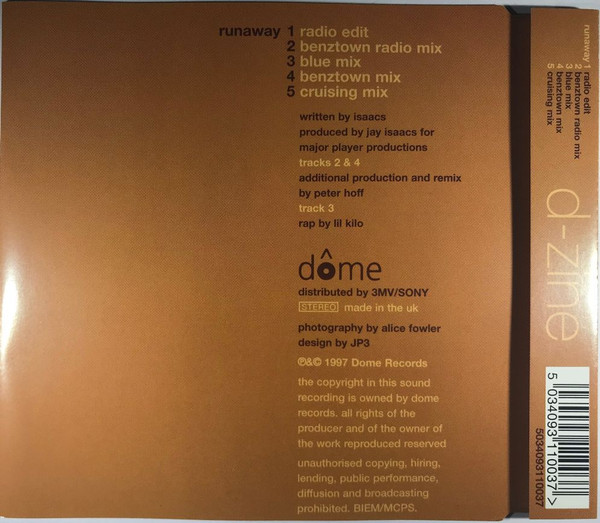 runaway 1 radio edit
2 benztown radio mix
3 blue mix
4 benztown mix
5 cruising mix
written by isaacs
produced by jay isaacs for
major player productions
tracks 2 & 4
additional production and remix
by peter hoff
track 3
rap by lil kilo
dôme
distributed by 3MV/SONY
STEREO made in the uk
photography by alice fowler
design by JP3
℗&© 1997 Dome Records
the copyright in this sound
recording is owned by dome
records. all rights of the
producer and of the owner of
the work reproduced reserved
unauthorised copying, hiring,
lending, public performance,
diffusion and broadcasting
prohibited. BIEM/MCPS.
runaway 1 radio edit
2 benztown radio mix
3 blue mix
4 benztown mix
5 cruising mix
d-zine
5 034093 110037 >
5034093110037